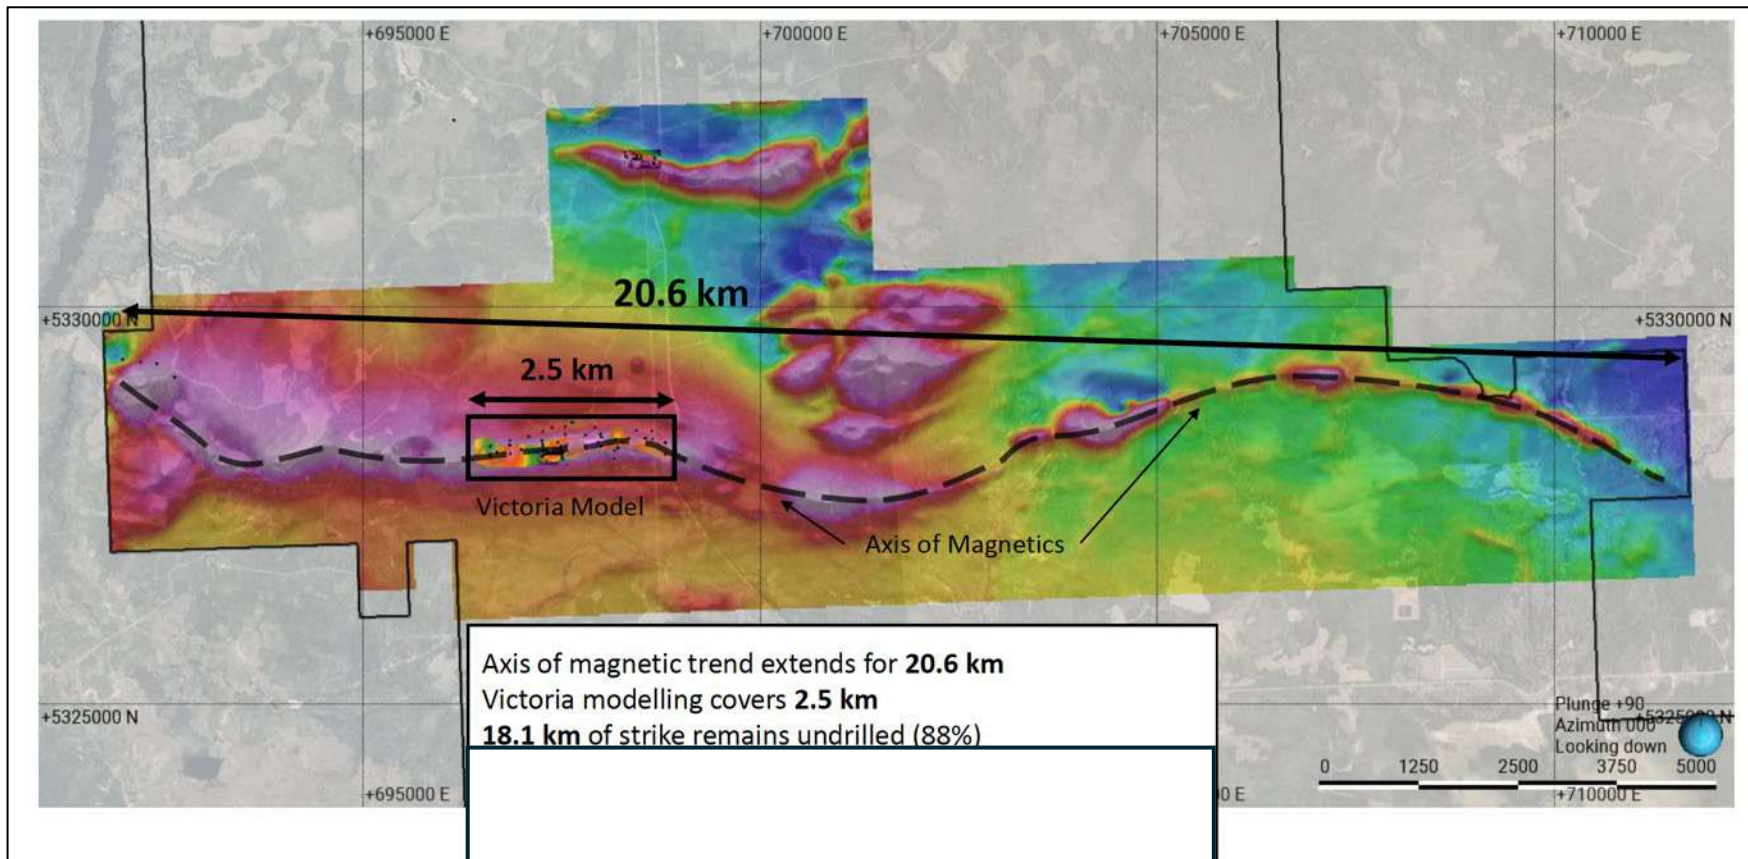 +695000 E
+700000 E
+705000 E
+710000 E
20.6 km
+5330000 N
+5330000 N
2.5 km
Victoria Model
Axis of Magnetics
Axis of magnetic trend extends for 20.6 km
Victoria modelling covers 2.5 km
18.1 km of strike remains undrilled (88%)
+5325000 N
Plunge +90
Azimuth 000
Looking down
0 1250 2500 3750 5000
+695000 E
E
+710000 E